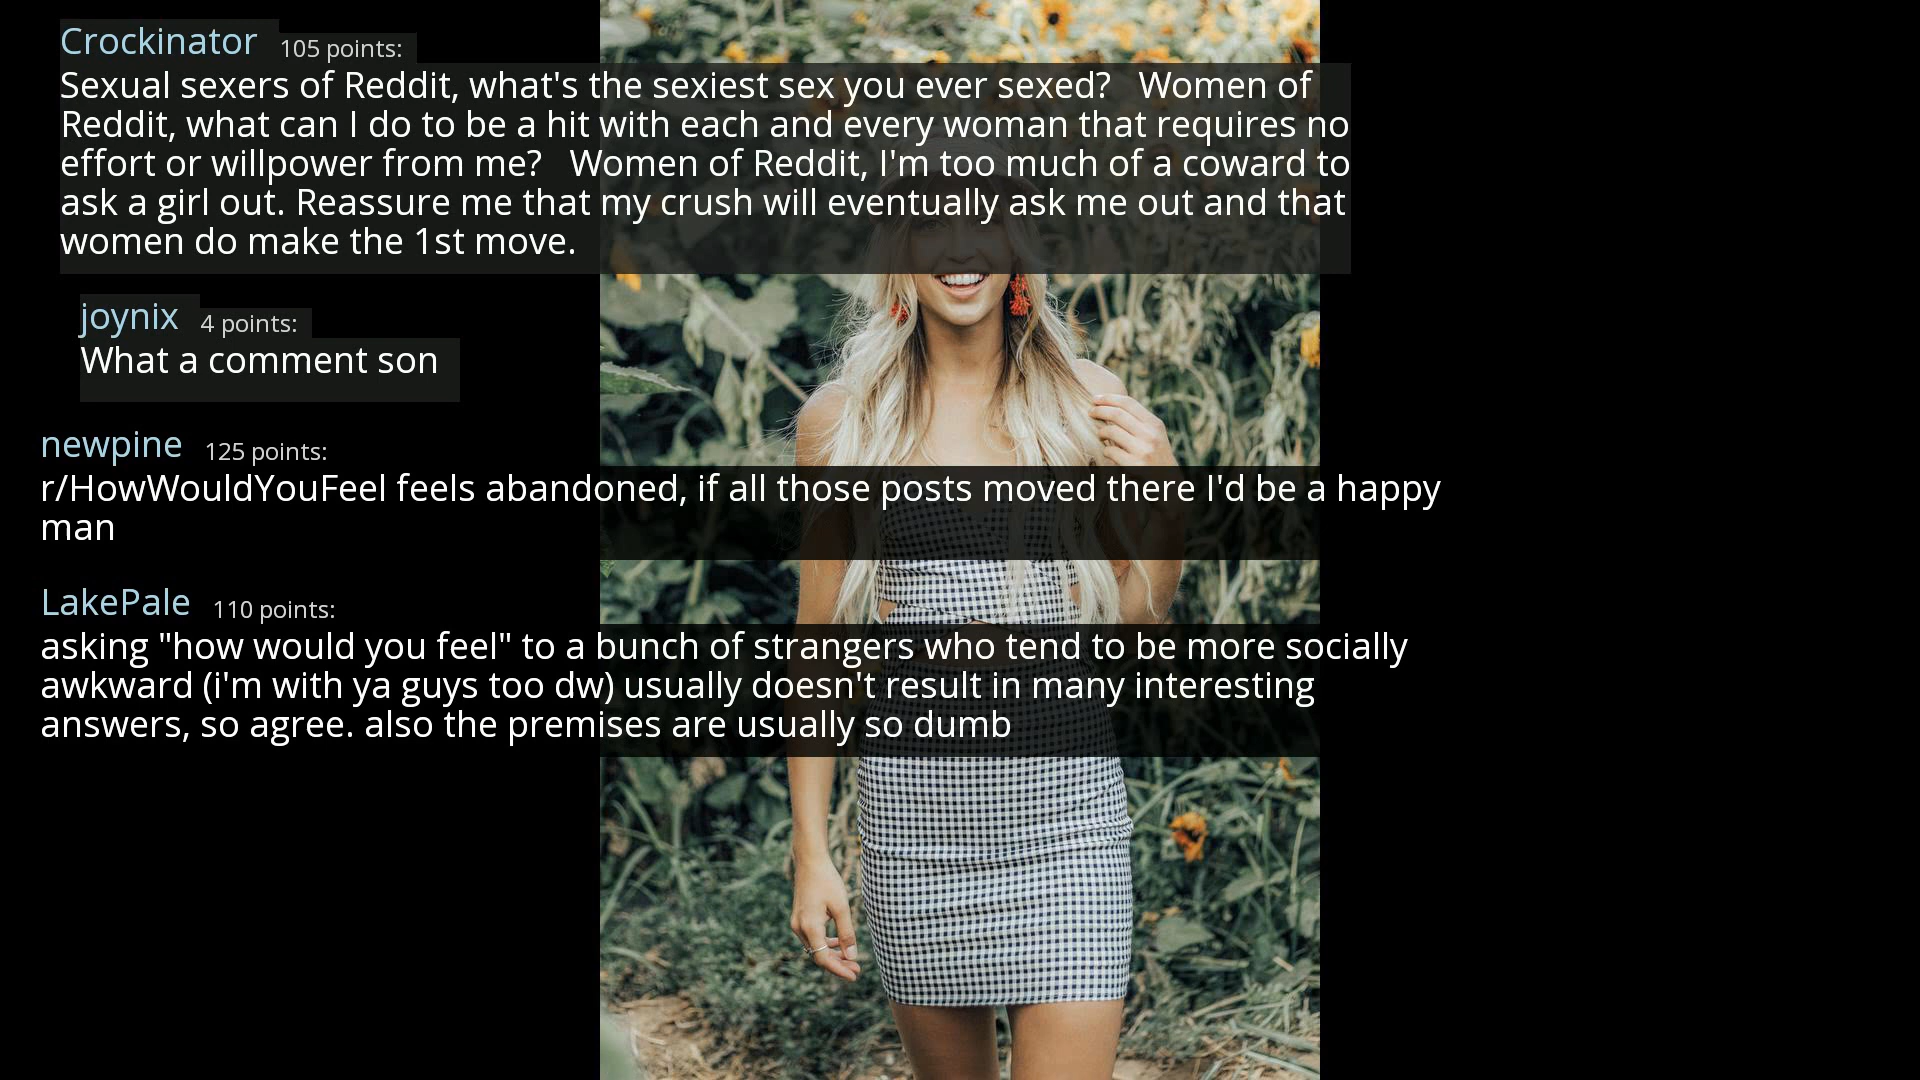 Crockinator 105 points:
Sexual sexers of Reddit, what's the sexiest sex you ever sexed?   Women of
Reddit, what can I do to be a hit with each and every woman that requires no
effort or willpower from me?   Women of Reddit, I'm too much of a coward to
ask a girl out. Reassure me that my crush will eventually ask me out and that
women do make the 1st move.
joynix 4 points:
What a comment son
newpine 125 points:
r/HowWouldYouFeel feels abandoned, if all those posts moved there I'd be a happy
man
LakePale 110 points:
asking "how would you feel" to a bunch of strangers who tend to be more socially
awkward (i'm with ya guys too dw) usually doesn't result in many interesting
answers, so agree. also the premises are usually so dumb